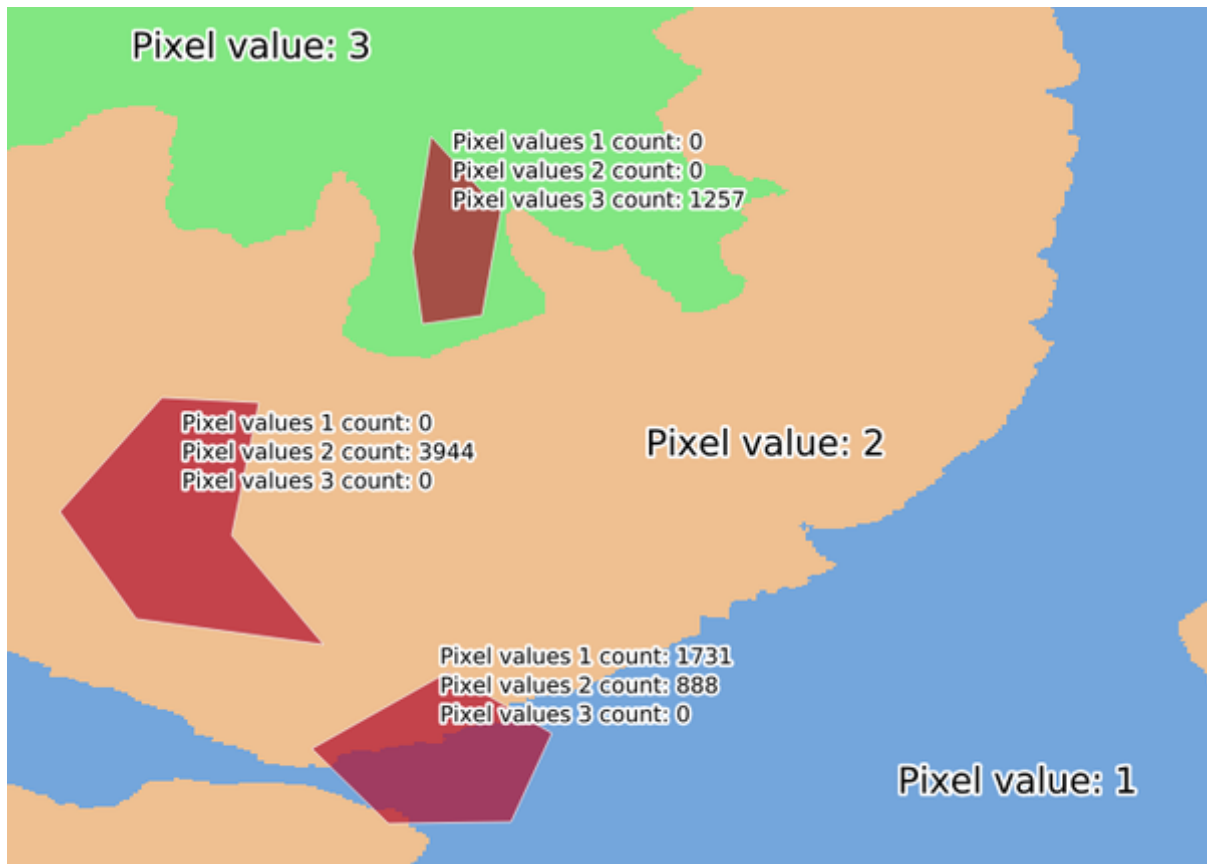 Pixel value: 3
Pixel values 1 count: 0
Pixel values 2 count: 0
Pixel values 3 count: 1257
Pixel values 1 count: 0
Pixel values 2 count: 3944
Pixel values 3 count: 0
Pixel value: 2
Pixel values 1 count: 1731
Pixel values 2 count: 888
Pixel values 3 count: 0
Pixel value: 1